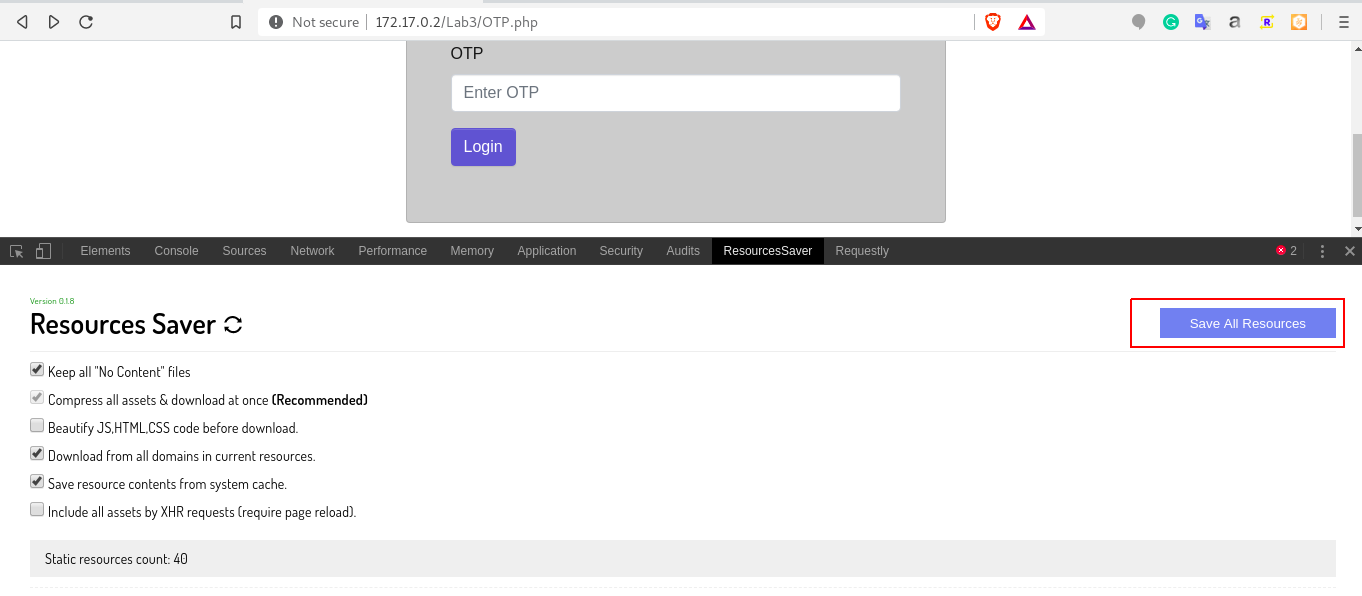 Not secure 172.17.0.2/Lab3/OTP.php
OTP
Enter OTP
Login
Elements Console Sources Network Performance Memory Application Security Audits ResourcesSaver Requestly 2
Version 0.1.8
Resources Saver
Save All Resources
Keep all "No Content" files
Compress all assets & download at once (Recommended)
Beautify JS,HTML,CSS code before download.
Download from all domains in current resources.
Save resource contents from system cache.
Include all assets by XHR requests (require page reload).
Static resources count: 40